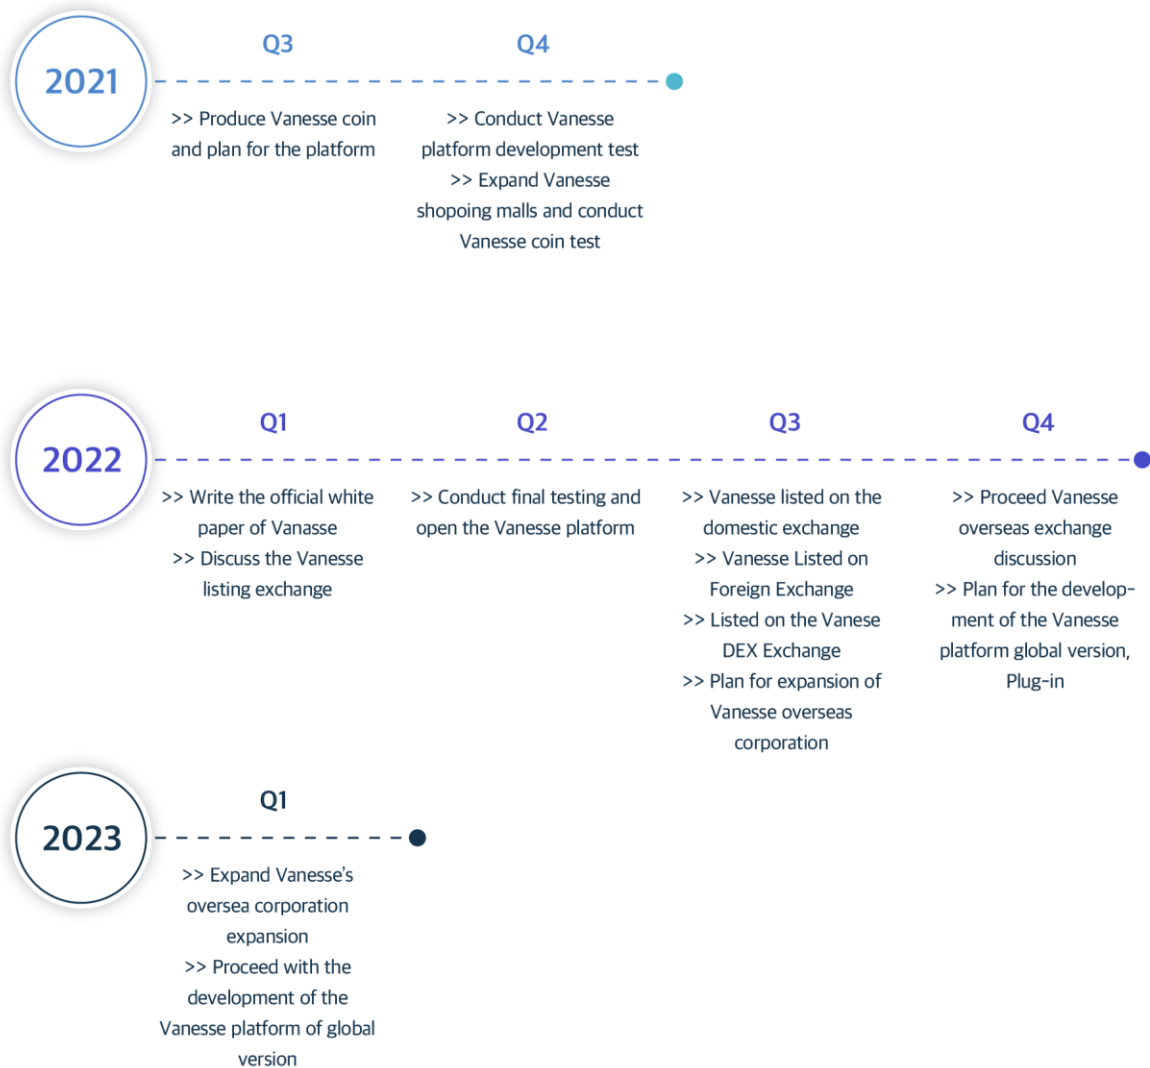 2021
Q3
>> Produce Vanesse coin
and plan for the platform
Q4
>> Conduct Vanesse
platform development test
>> Expand Vanesse
shopoing malls and conduct
Vanesse coin test
2022
Q1
>> Write the official white
paper of Vanasse
>> Discuss the Vanesse
listing exchange
Q2
>> Conduct final testing and
open the Vanesse platform
Q3
>> Vanesse listed on the
domestic exchange
>> Vanesse Listed on
Foreign Exchange
>> Listed on the Vanese
DEX Exchange
>> Plan for expansion of
Vanesse overseas
corporation
Q4
>> Proceed Vanesse
overseas exchange
discussion
>> Plan for the develop-
ment of the Vanesse
platform global version,
Plug-in
2023
Q1
>> Expand Vanesse's
oversea corporation
expansion
>> Proceed with the
development of the
Vanesse platform of global
version